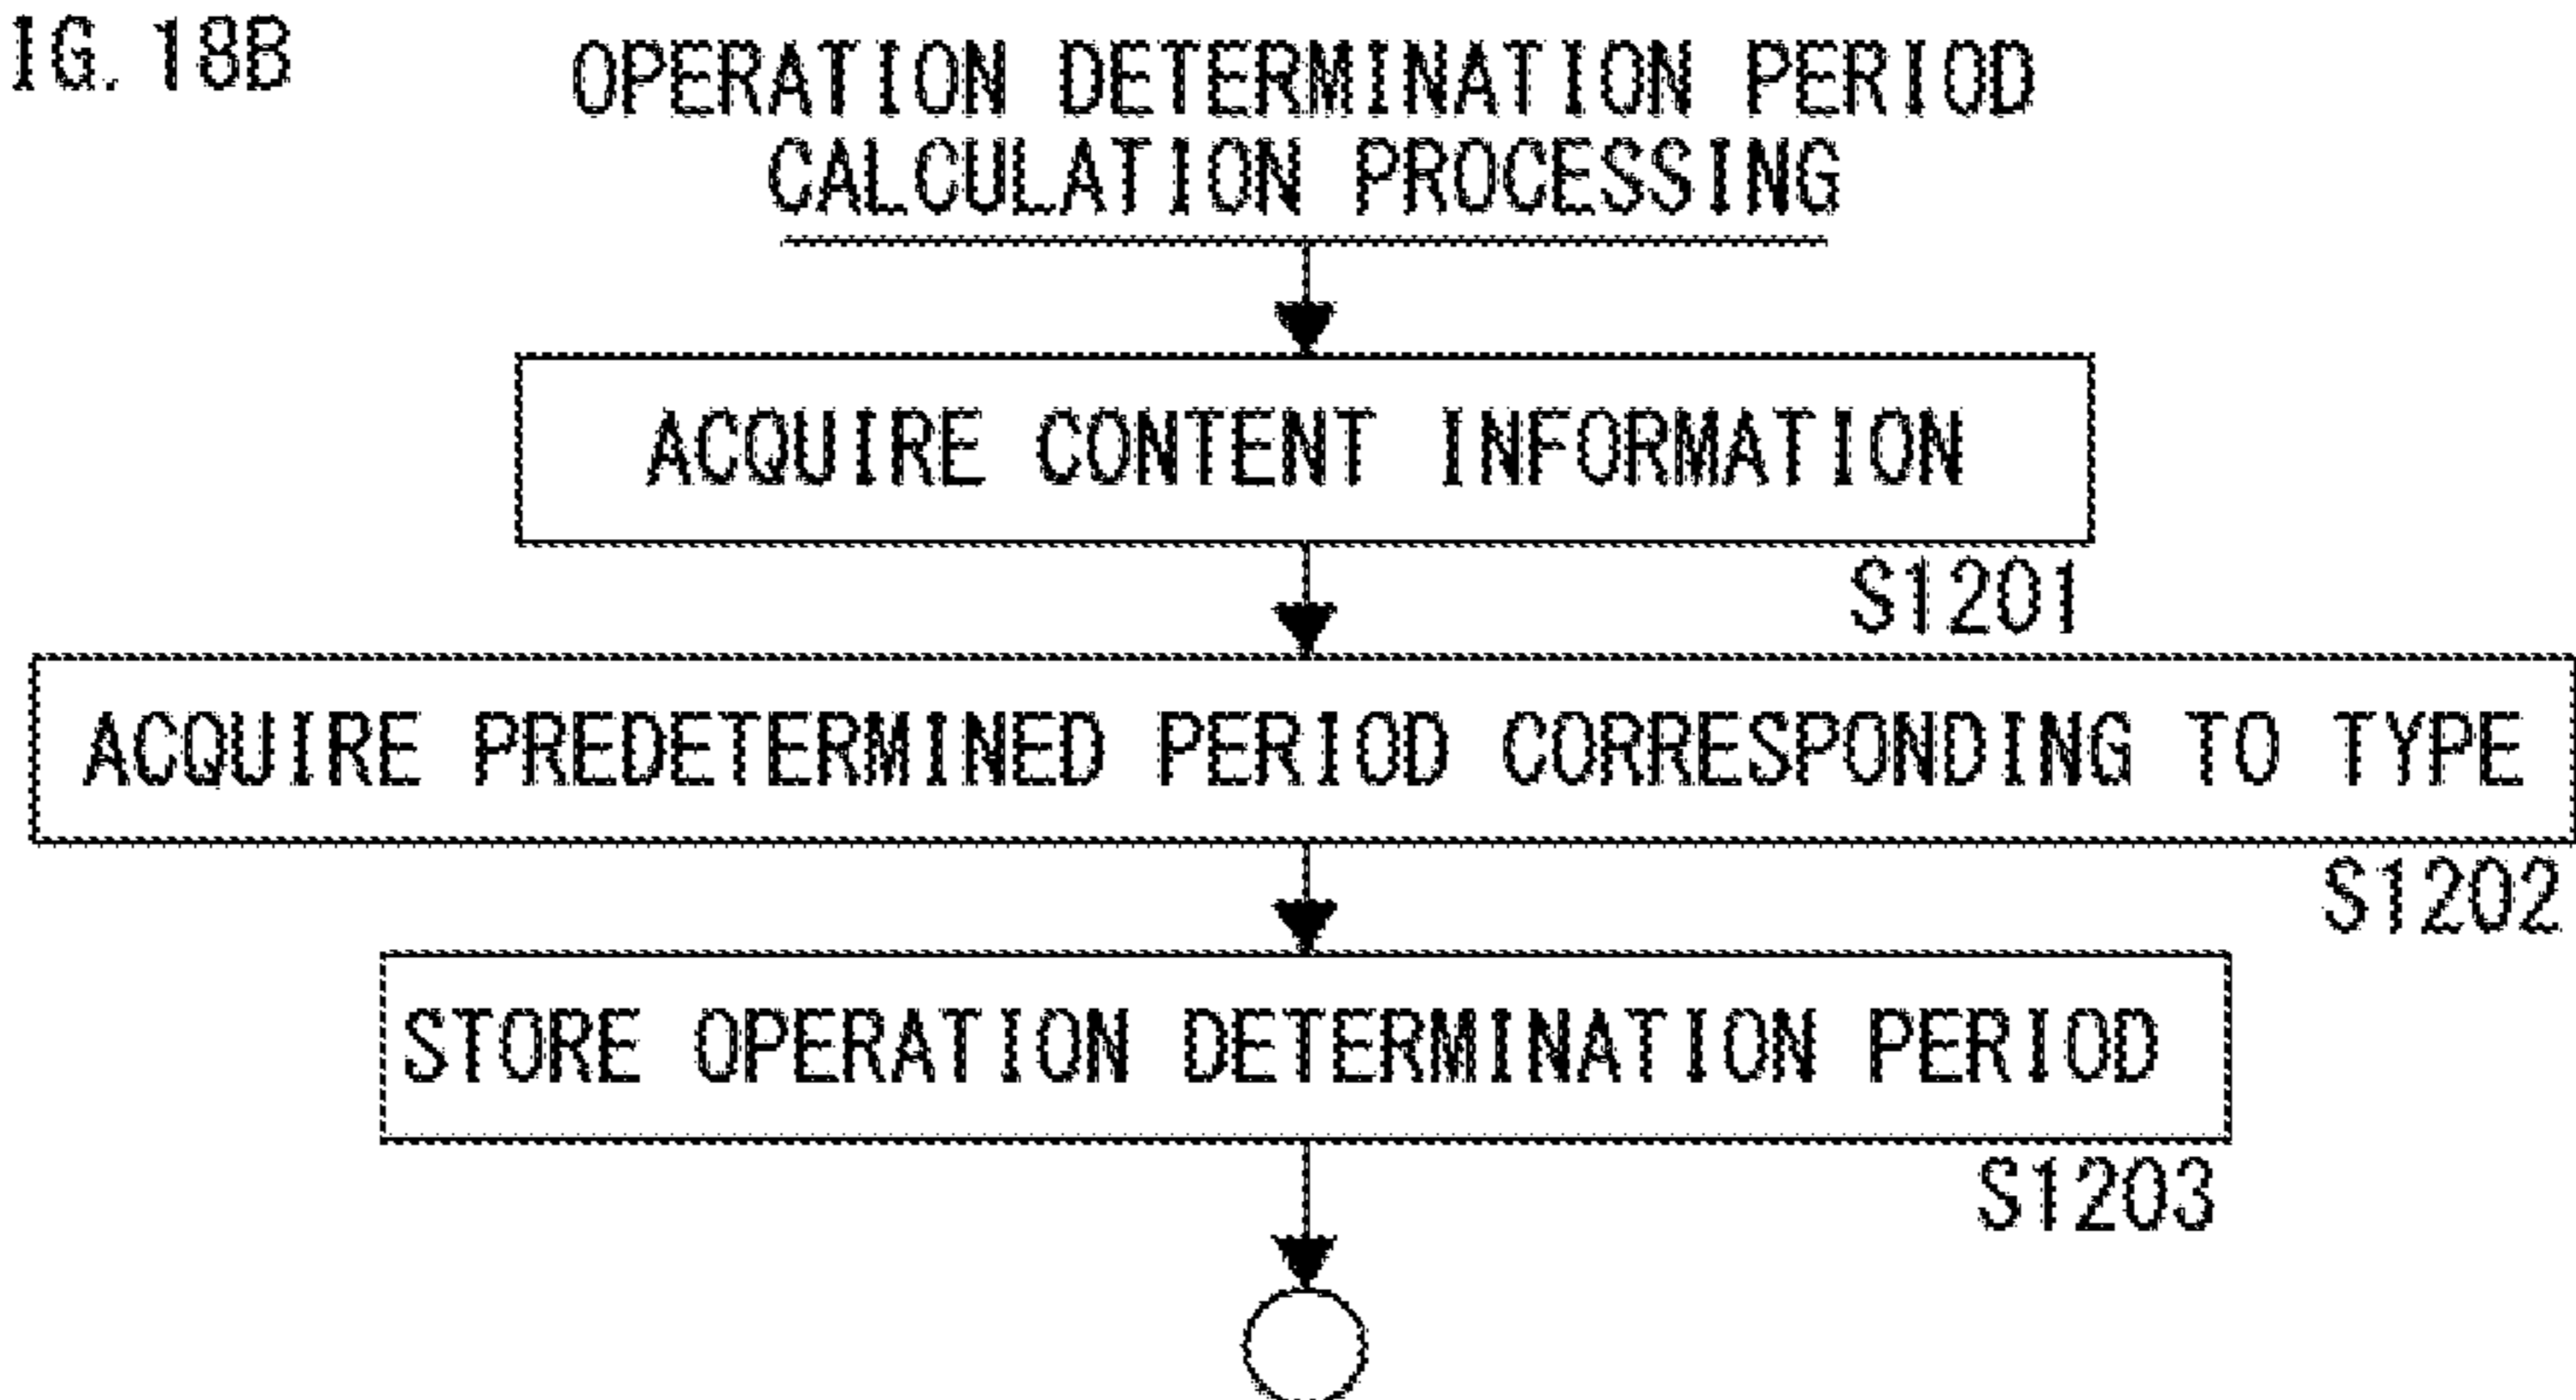 IG. 18B
OPERATION DETERMINATION PERIOD
CALCULATION PROCESSING
ACQUIRE CONTENT INFORMATION
S1201
ACQUIRE PREDETERMINED PERIOD CORRESPONDING TO TYPE
S1202
STORE OPERATION DETERMINATION PERIOD
S1203